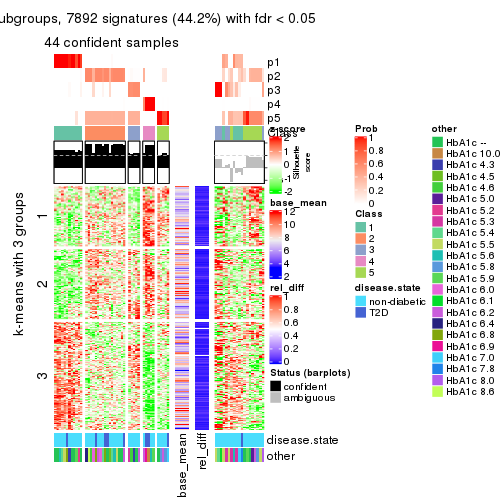 ubgroups, 7892 signatures (44.2%) with fdr < 0.05
44 confident samples
p1
p2
p3
p4
p5
Class
z-score
2
1
0
-1
-2
Silhouette
score
base_mean
12
10
8
6
4
2
rel_diff
1
0.8
0.6
0.4
0.2
0
Status (barplots)
confident
ambiguous
Prob
1
0.8
0.6
0.4
0.2
0
Class
1
2
3
4
5
disease.state
non-diabetic
T2D
other
HbA1c --
HbA1c 10.0
HbA1c 4.3
HbA1c 4.5
HbA1c 4.6
HbA1c 5.0
HbA1c 5.2
HbA1c 5.3
HbA1c 5.4
HbA1c 5.5
HbA1c 5.6
HbA1c 5.8
HbA1c 5.9
HbA1c 6.0
HbA1c 6.1
HbA1c 6.2
HbA1c 6.4
HbA1c 6.8
HbA1c 6.9
HbA1c 7.0
HbA1c 7.8
HbA1c 8.0
HbA1c 8.6
k-means with 3 groups
1
2
3
disease.state
other
base_mean
rel_diff